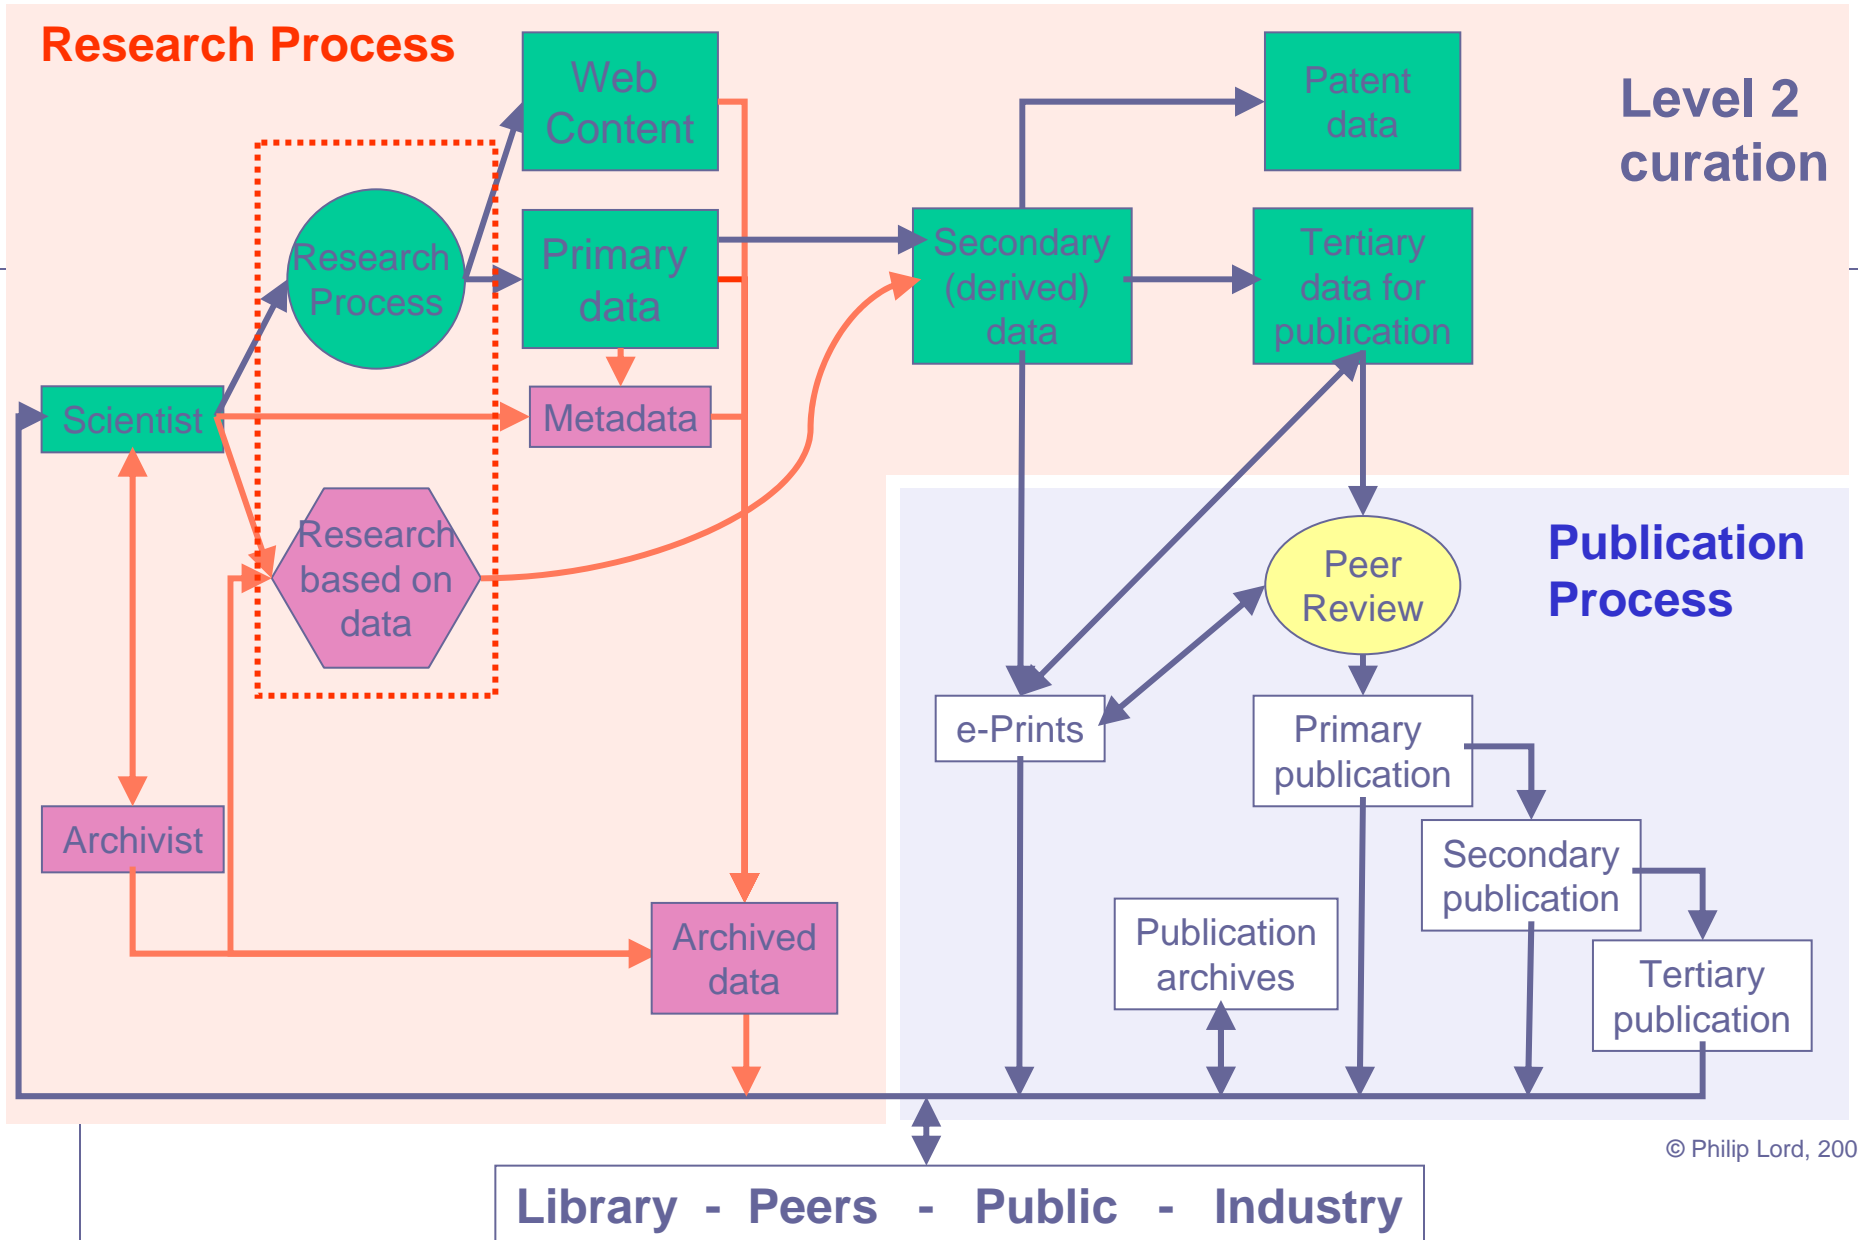 Research Process
Web
Content
Patent
data
Level 2
curation
Research
Process
Primary
data
Secondary
(derived)
data
Tertiary
data for
publication
Scientist
Metadata
Research
based on
data
Peer
Review
Publication
Process
e-Prints
Primary
publication
Archivist
Secondary
publication
Archived
data
Publication
archives
Tertiary
publication
© Philip Lord, 200
Library - Peers - Public - Industry